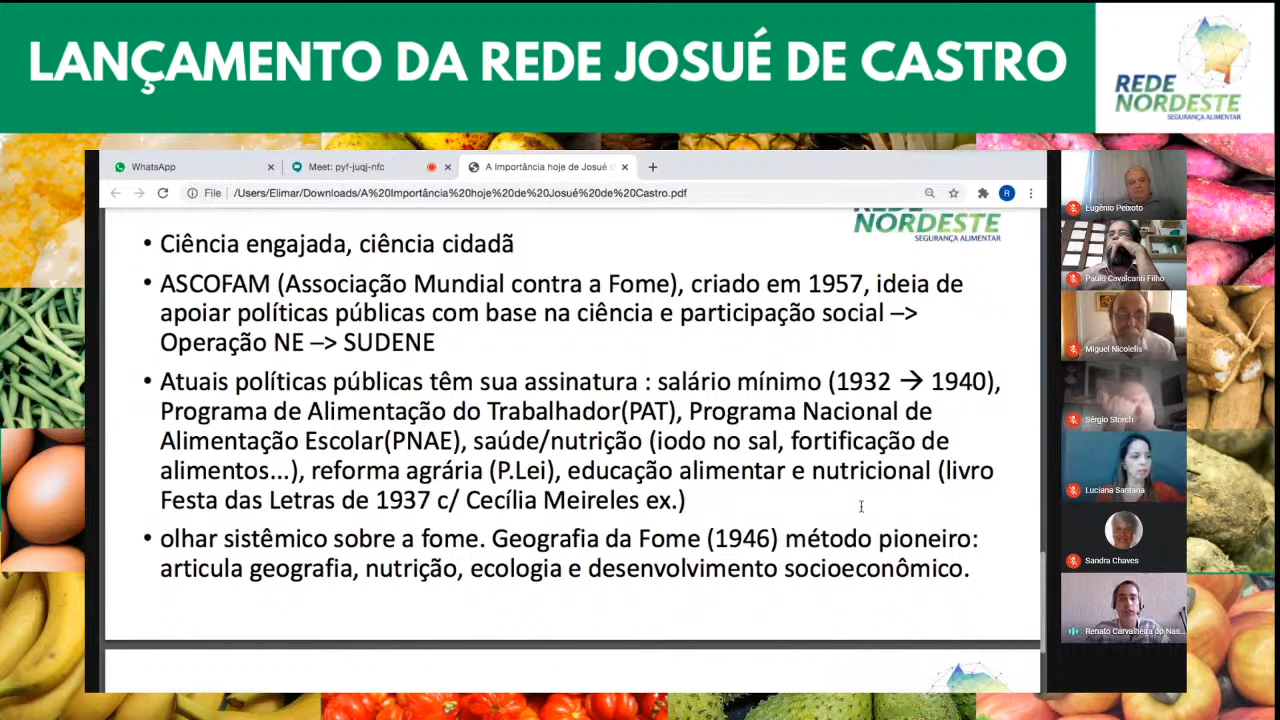 LANÇAMENTO DA REDE JOSUÉ DE CASTRO
REDE
NORDESTE
SEGURANÇA ALIMENTAR
WhatsApp
Meet: pyf-juqj-nfc
A Importância hoje de Josué d
File
/Users/Elimar/Downloads/A%20Importância%20hoje%20de%20Josué%20de%20Castro.pdf
R
REDE
NORDESTE
SEGURANÇA ALIMENTAR
• Ciência engajada, ciência cidadã
• ASCOFAM (Associação Mundial contra a Fome), criado em 1957, ideia de
apoiar políticas públicas com base na ciência e participação social –>
Operação NE –> SUDENE
• Atuais políticas públicas têm sua assinatura : salário mínimo (1932 → 1940),
Programa de Alimentação do Trabalhador(PAT), Programa Nacional de
Alimentação Escolar(PNAE), saúde/nutrição (iodo no sal, fortificação de
alimentos...), reforma agrária (P.Lei), educação alimentar e nutricional (livro
Festa das Letras de 1937 c/ Cecília Meireles ex.)
• olhar sistêmico sobre a fome. Geografia da Fome (1946) método pioneiro:
articula geografia, nutrição, ecologia e desenvolvimento socioeconômico.
Eugênio Peixoto
Paulo Cavalcanti Filho
Miguel Nicolelis
Sérgio Storch
Luciana Santana
Sandra Chaves
Renato Carvalheira do Nas...